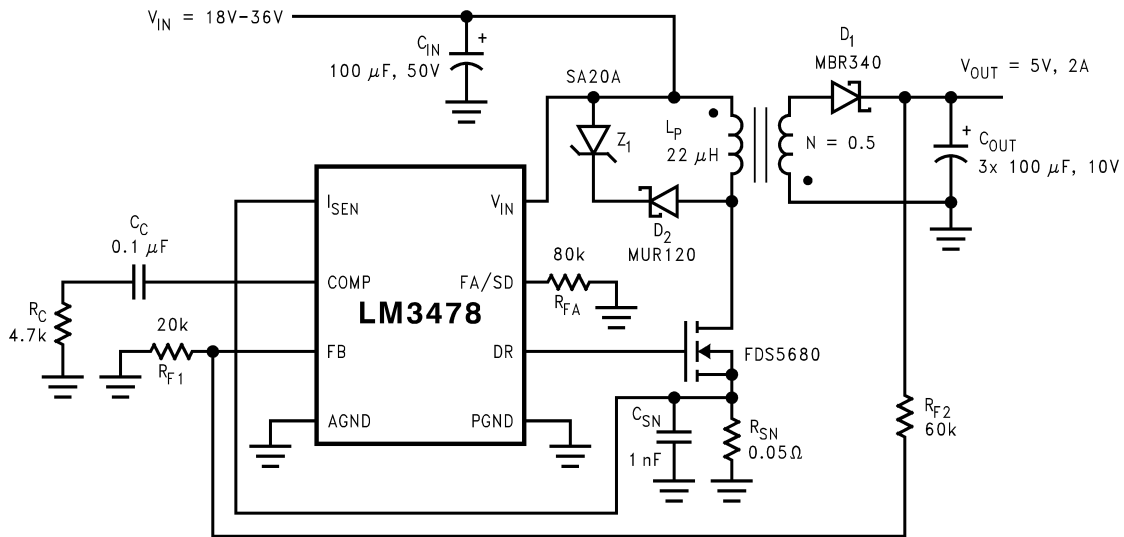 V_IN = 18V-36V
C_IN
+
100 µF, 50V
SA20A
Z_1
L_P
22 µH
N = 0.5
D_1
MBR340
V_OUT = 5V, 2A
+
C_OUT
3x 100 µF, 10V
D_2
MUR120
I_SEN
V_IN
C_C
0.1 µF
COMP
FA/SD
80k
R_FA
LM3478
R_C
4.7k
20k
R_F1
FB
DR
FDS5680
AGND
PGND
C_SN
1 nF
R_SN
0.05Ω
R_F2
60k